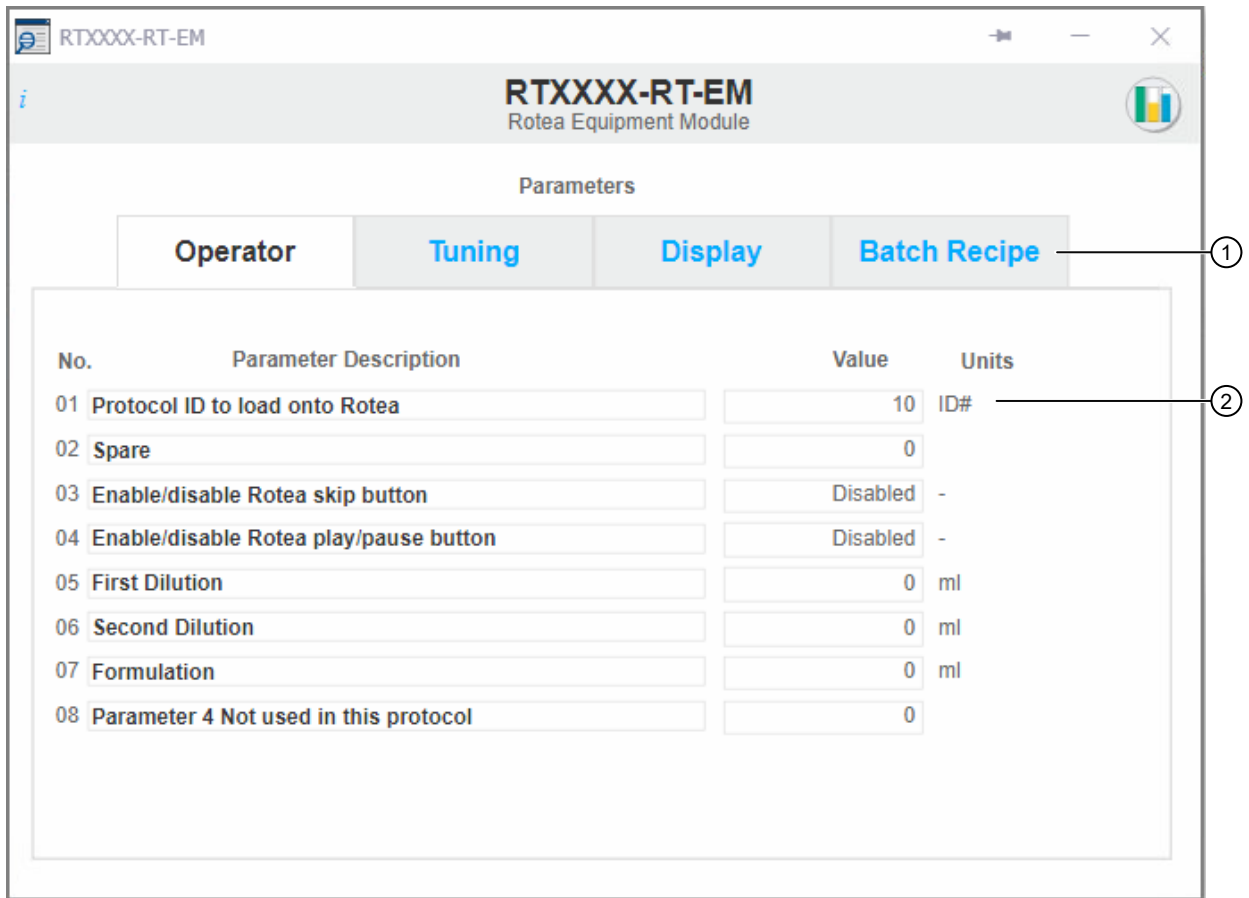 RTXXXX-RT-EM
i
RTXXXX-RT-EM
Rotea Equipment Module
Parameters
Operator Tuning Display Batch Recipe 1
No. Parameter Description Value Units
01 Protocol ID to load onto Rotea 10 ID# 2
02 Spare 0
03 Enable/disable Rotea skip button Disabled -
04 Enable/disable Rotea play/pause button Disabled -
05 First Dilution 0 ml
06 Second Dilution 0 ml
07 Formulation 0 ml
08 Parameter 4 Not used in this protocol 0